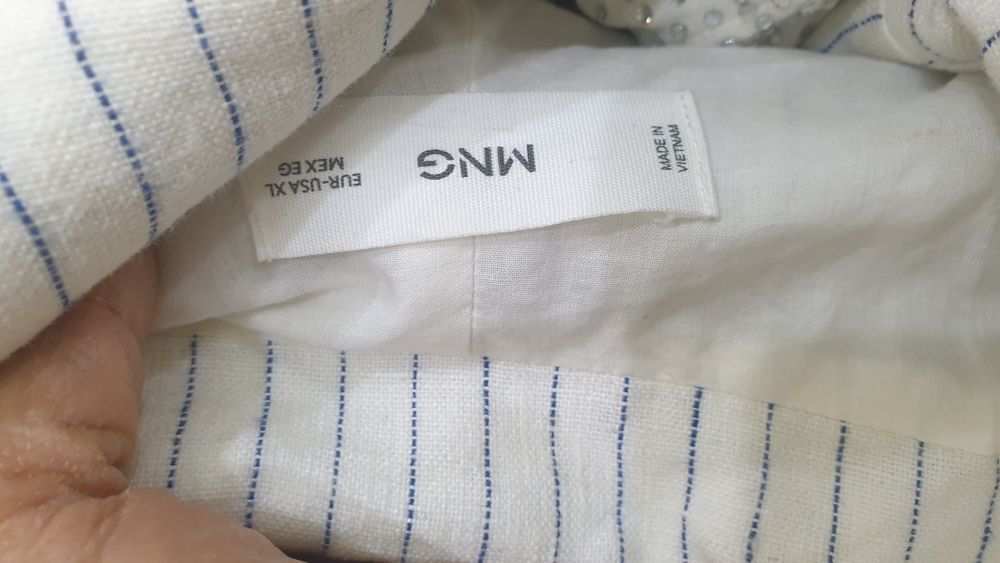 MNG
EUR-USA XL
MEX EG
MADE IN
VIETNAM